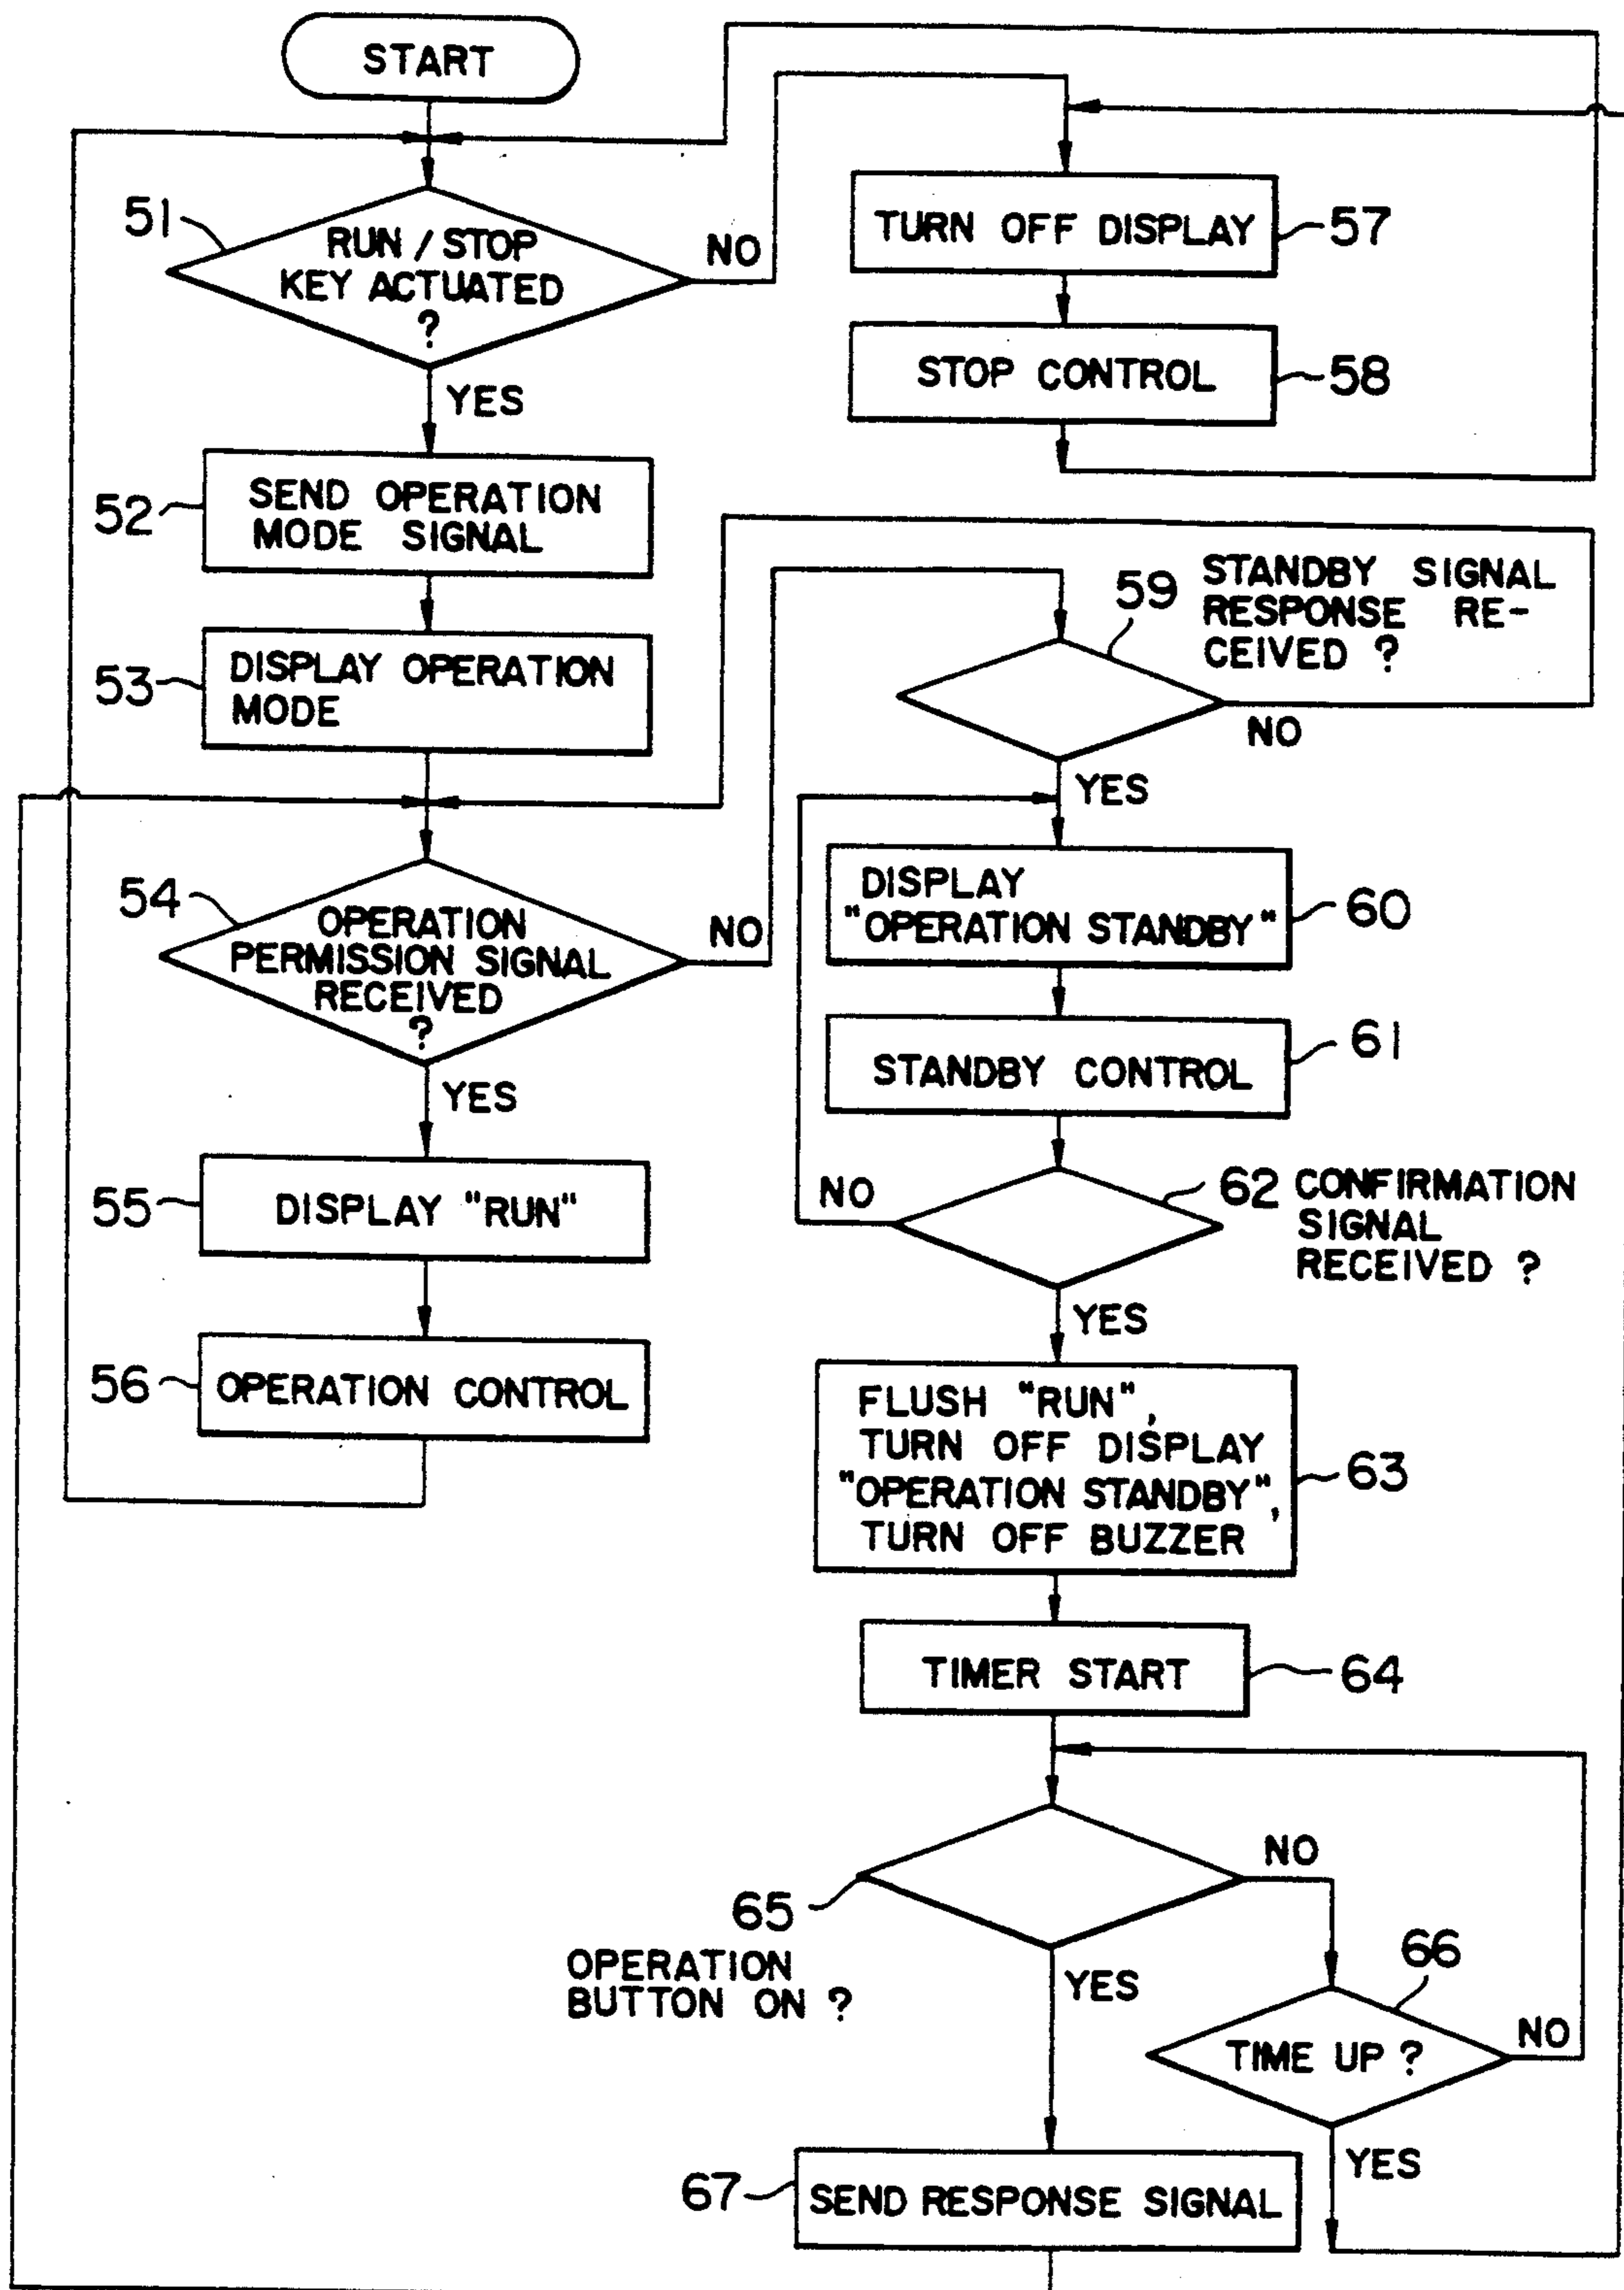 START
51
RUN / STOP
KEY ACTUATED
?
NO
YES
TURN OFF DISPLAY
57
STOP CONTROL
58
52
SEND OPERATION
MODE SIGNAL
53
DISPLAY OPERATION
MODE
59
STANDBY SIGNAL
RESPONSE RE-
CEIVED ?
NO
YES
54
OPERATION
PERMISSION SIGNAL
RECEIVED
?
NO
YES
DISPLAY
"OPERATION STANDBY"
60
STANDBY CONTROL
61
55
DISPLAY "RUN"
NO
62
CONFIRMATION
SIGNAL
RECEIVED ?
YES
56
OPERATION CONTROL
FLUSH "RUN",
TURN OFF DISPLAY
"OPERATION STANDBY",
TURN OFF BUZZER
63
TIMER START
64
NO
65
OPERATION
BUTTON ON ?
YES
66
TIME UP ?
NO
YES
67
SEND RESPONSE SIGNAL